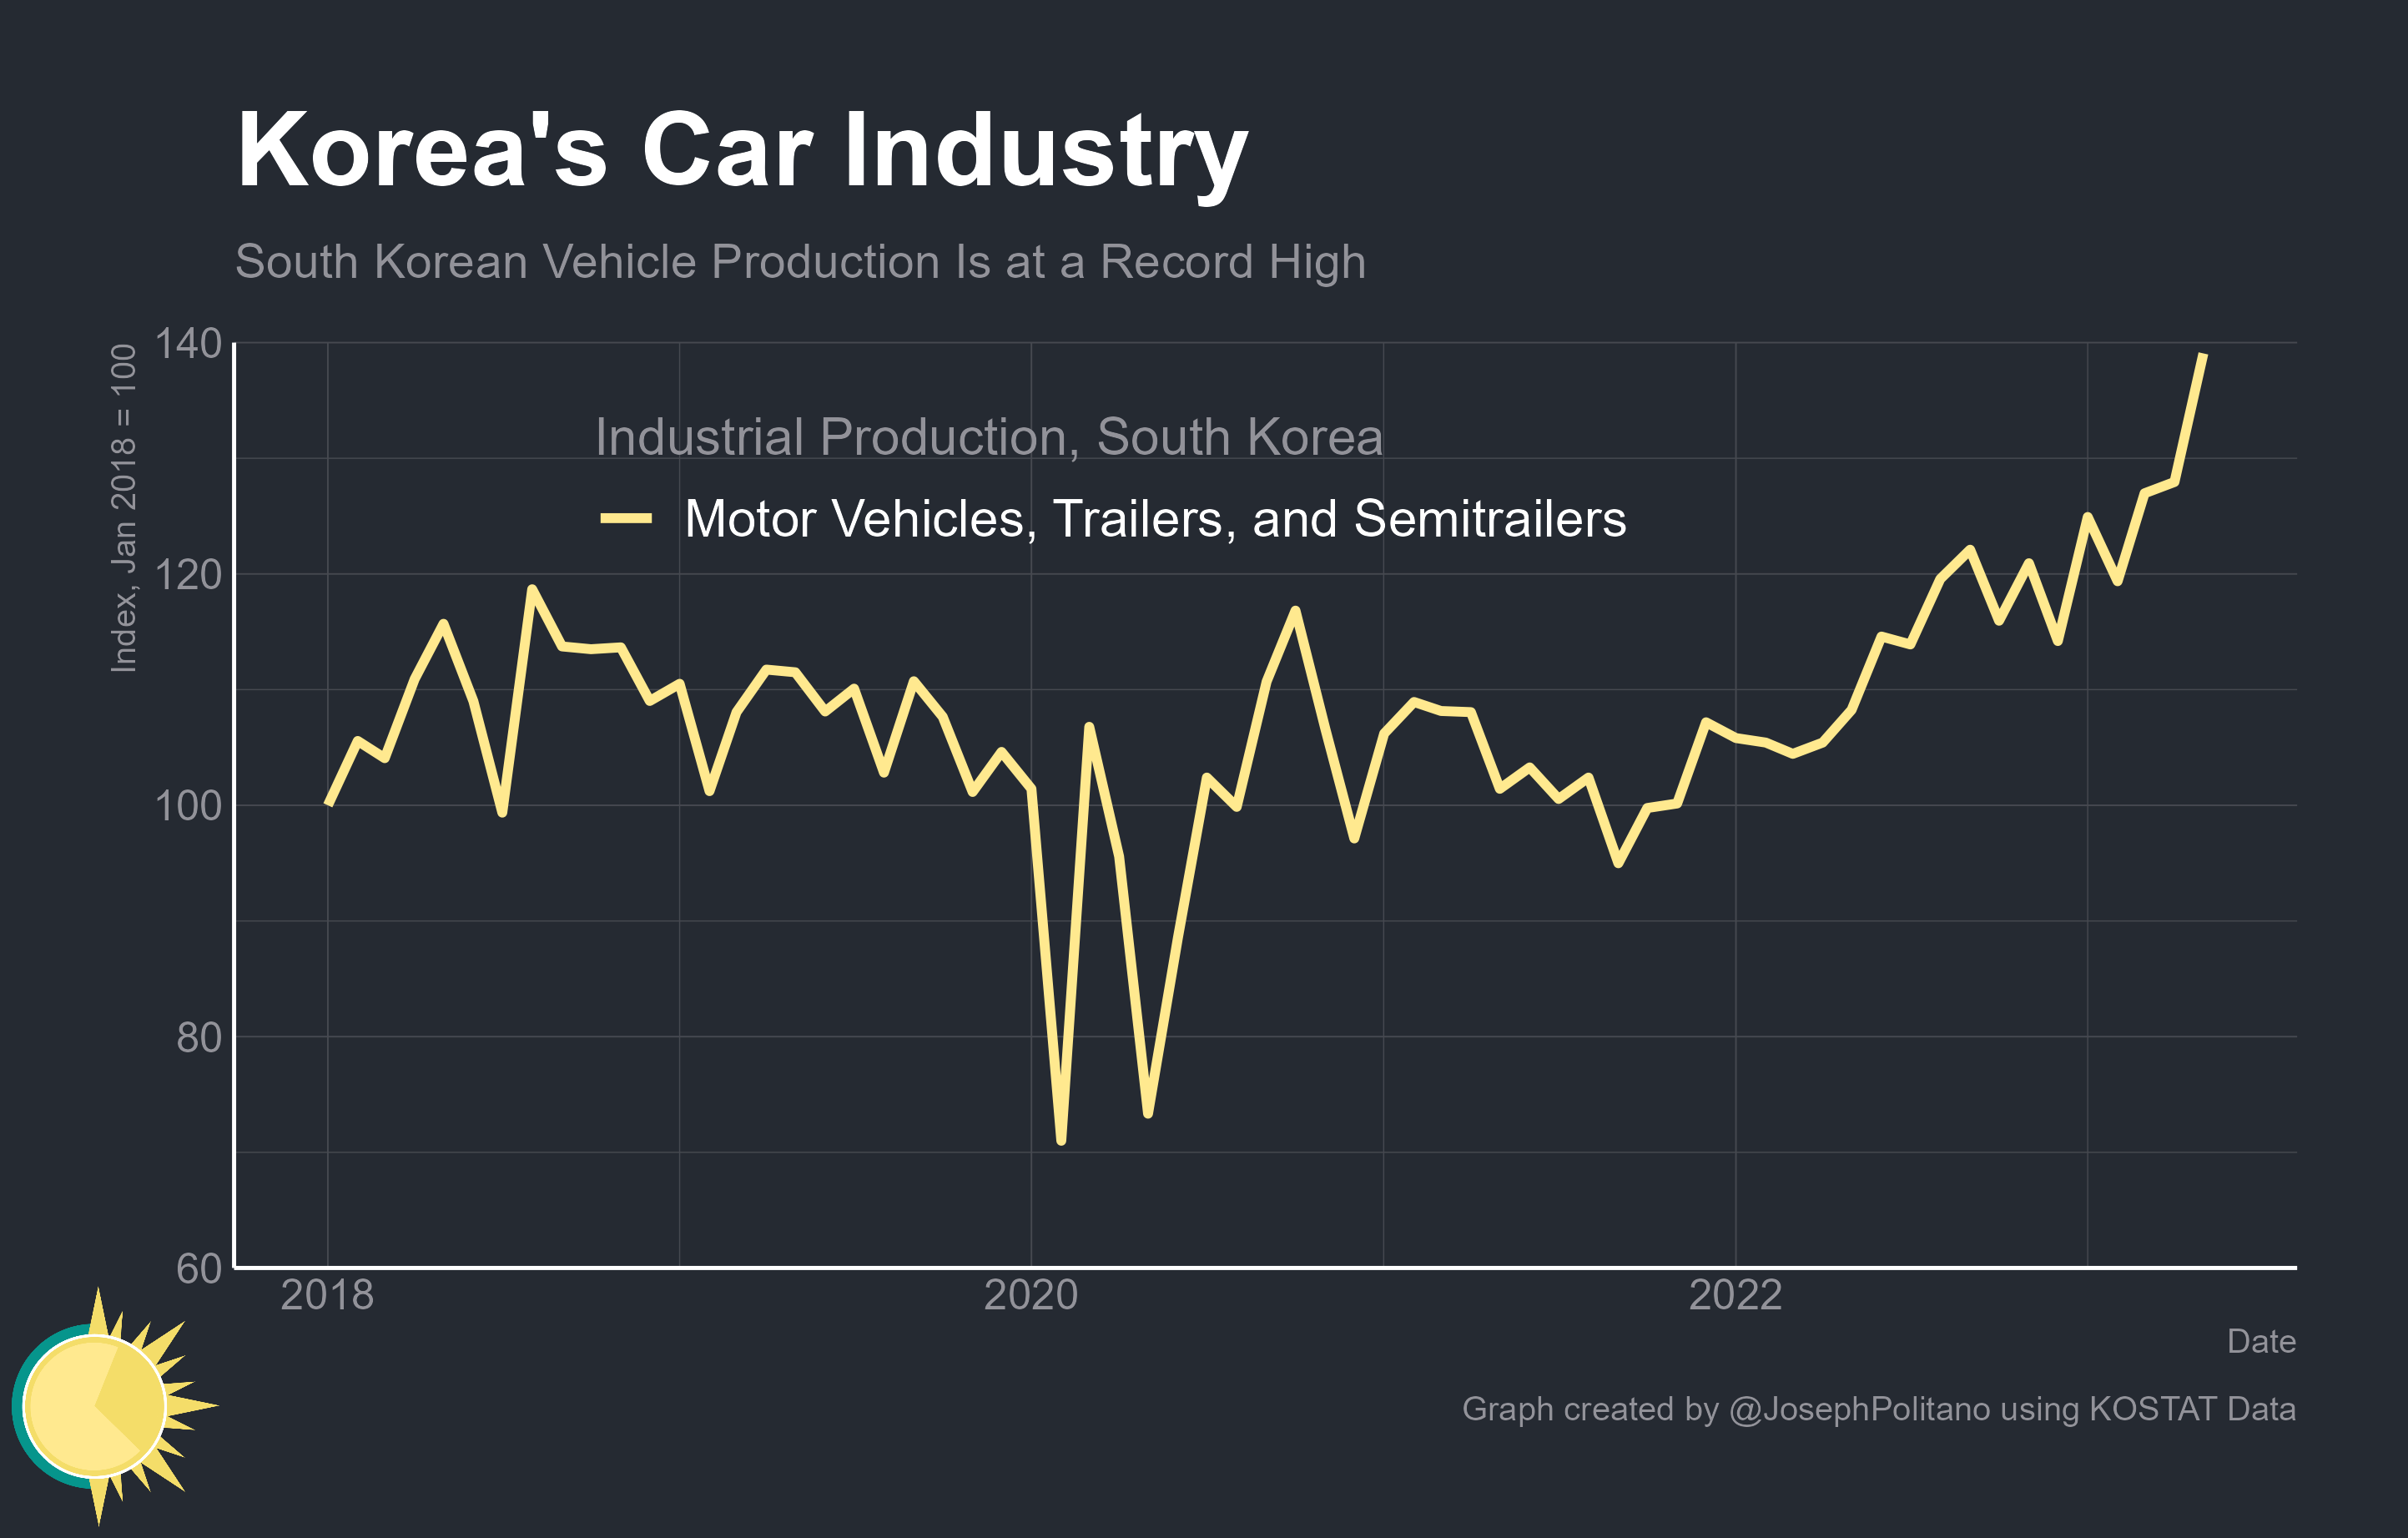 Korea's Car Industry
South Korean Vehicle Production Is at a Record High
Index, Jan 2018 = 100
140
120
100
80
60
Industrial Production, South Korea
Motor Vehicles, Trailers, and Semitrailers
2018
2020
2022
Date
Graph created by @JosephPolitano using KOSTAT Data